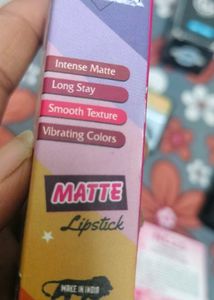 Intense Matte
Long Stay
Smooth Texture
Vibrating Colors
MATTE
Lipstick
MAKE IN INDIA